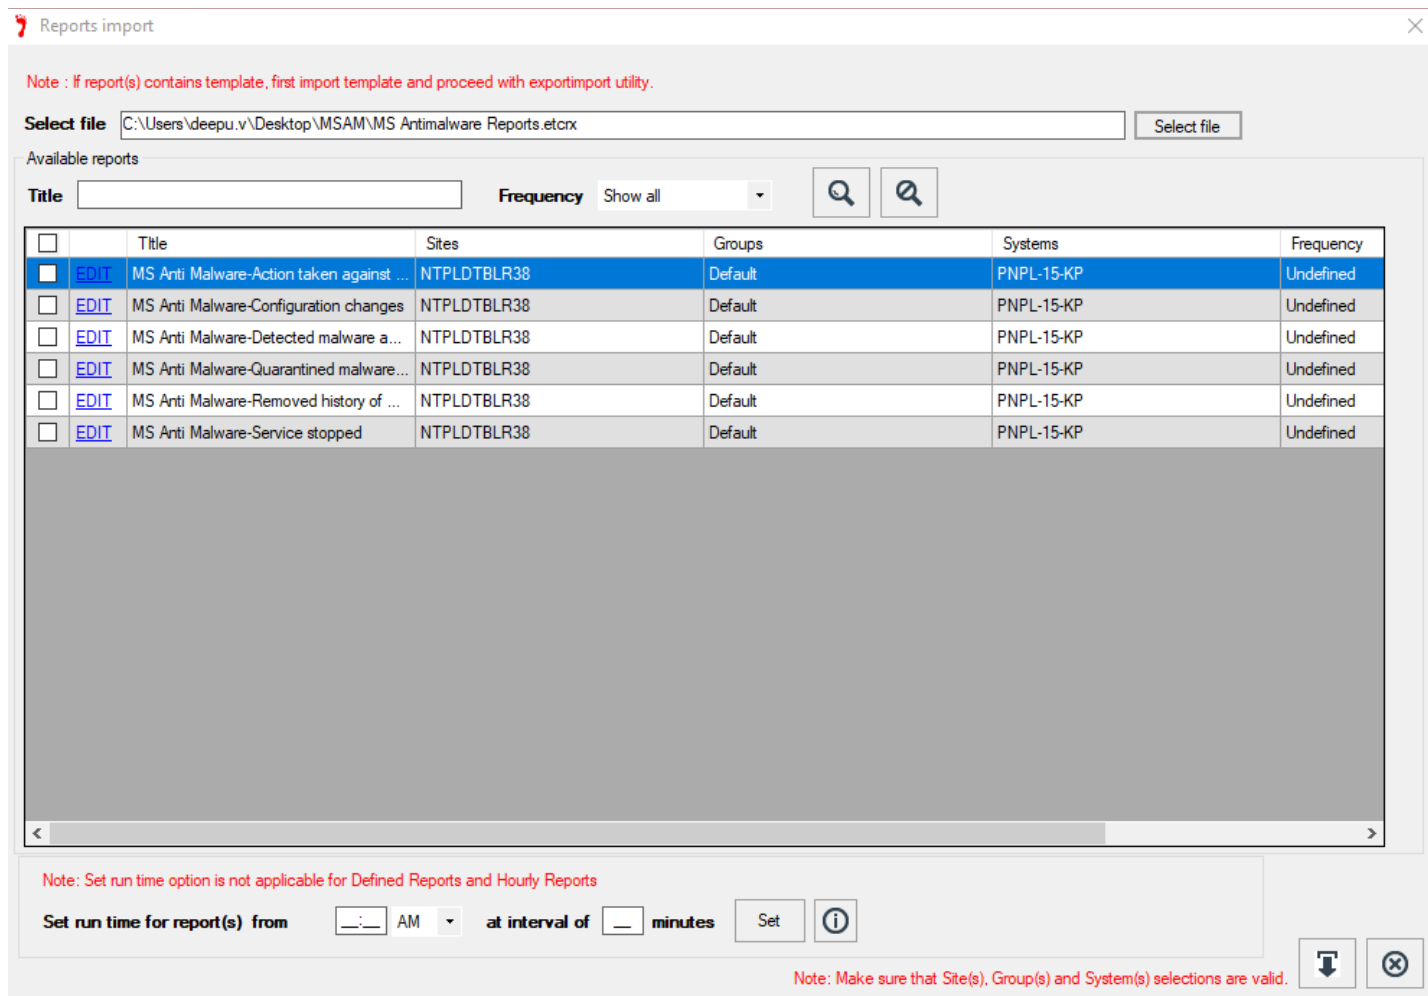 Reports import
Note : If report(s) contains template, first import template and proceed with exportimport utility.
Select file C:\Users\deepu.v\Desktop\MSAM\MS Antimalware Reports.etcrx Select file
Available reports
Title Frequency Show all
TItle Sites Groups Systems Frequency
EDIT MS Anti Malware-Action taken against ... NTPLDTBLR38 Default PNPL-15-KP Undefined
EDIT MS Anti Malware-Configuration changes NTPLDTBLR38 Default PNPL-15-KP Undefined
EDIT MS Anti Malware-Detected malware a... NTPLDTBLR38 Default PNPL-15-KP Undefined
EDIT MS Anti Malware-Quarantined malware... NTPLDTBLR38 Default PNPL-15-KP Undefined
EDIT MS Anti Malware-Removed history of ... NTPLDTBLR38 Default PNPL-15-KP Undefined
EDIT MS Anti Malware-Service stopped NTPLDTBLR38 Default PNPL-15-KP Undefined
Note: Set run time option is not applicable for Defined Reports and Hourly Reports
Set run time for report(s) from __:__ AM at interval of __ minutes Set
Note: Make sure that Site(s), Group(s) and System(s) selections are valid.